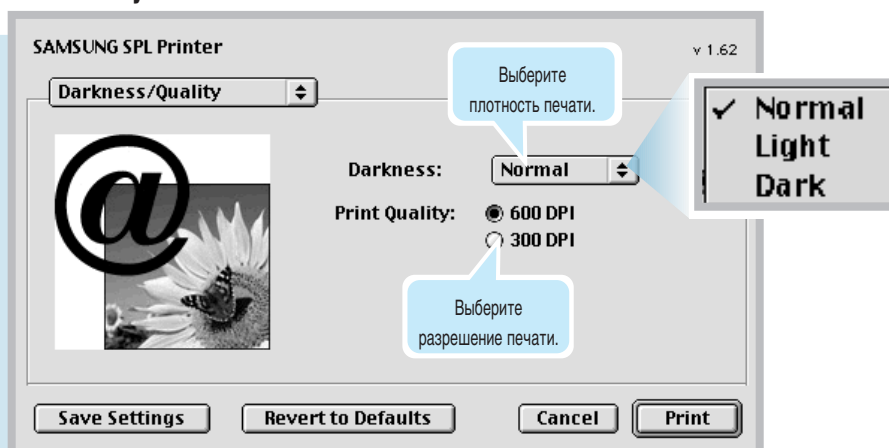 SAMSUNG SPL Printer
v 1.62
Darkness/Quality
Выберите
плотность печати.
Darkness:
Normal
Normal
Light
Dark
Print Quality:
600 DPI
300 DPI
Выберите
разрешение печати.
Save Settings
Revert to Defaults
Cancel
Print